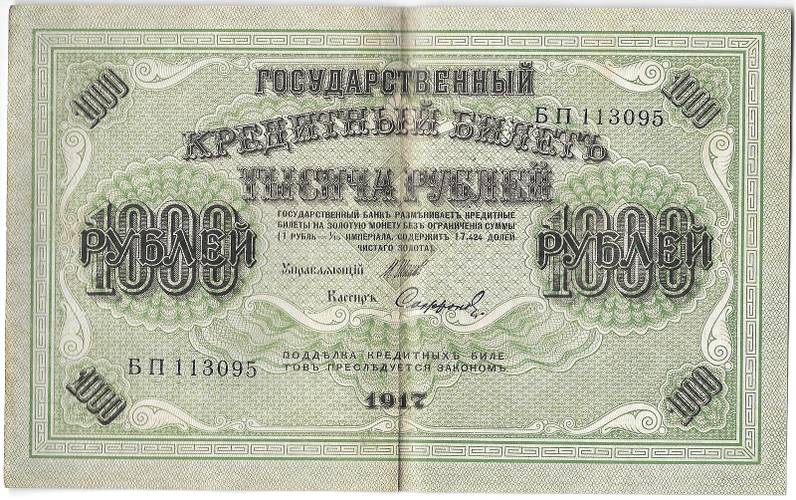 1000
1000
ГОСУДАРСТВЕННЫЙ
БП 113095
КРЕДИТНЫЙ БИЛЕТЪ
ТЫСЯЧА РУБЛЕЙ
1000
РУБЛЕЙ
1000
РУБЛЕЙ
ГОСУДАРСТВЕННЫЙ БАНКЪ РАЗМѢНИВАЕТЪ КРЕДИТНЫЕ
БИЛЕТЫ НА ЗОЛОТУЮ МОНЕТУ БЕЗЪ ОГРАНИЧЕНІЯ СУММЫ
(1 РУБЛЬ = 1/15 ИМПЕРІАЛА, СОДЕРЖИТЪ 17.424 ДОЛЕЙ
ЧИСТАГО ЗОЛОТА).
Управляющій
Кассиръ
БП 113095
ПОДДѢЛКА КРЕДИТНЫХЪ БИЛЕ
ТОВЪ ПРЕСЛѢДУЕТСЯ ЗАКОНОМЪ.
1917
1000
1000